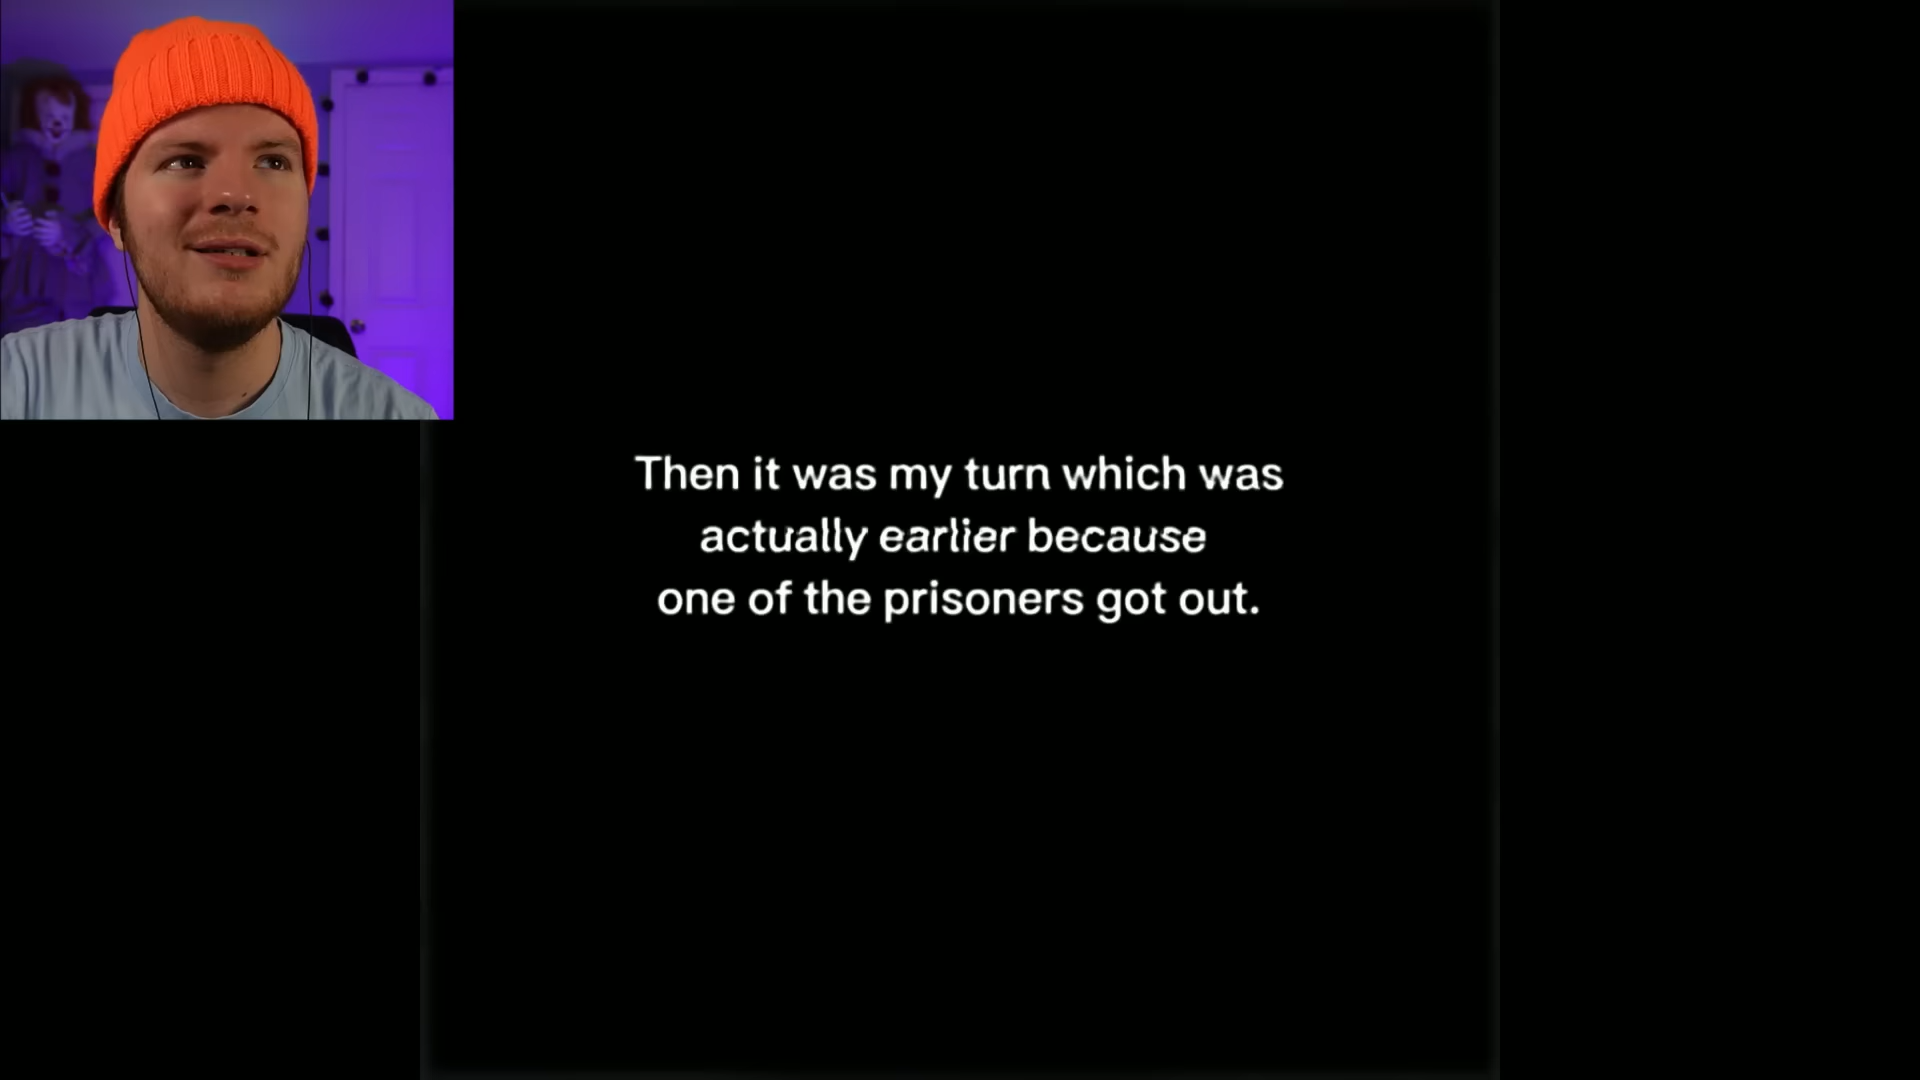 Then it was my turn which was
actually earlier because
one of the prisoners got out.